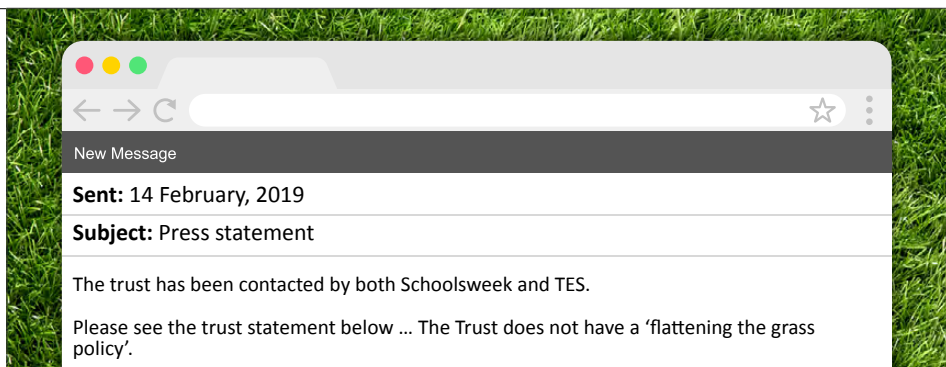 New Message
Sent: 14 February, 2019
Subject: Press statement
The trust has been contacted by both Schoolsweek and TES.
Please see the trust statement below ... The Trust does not have a ‘flattening the grass
policy’.